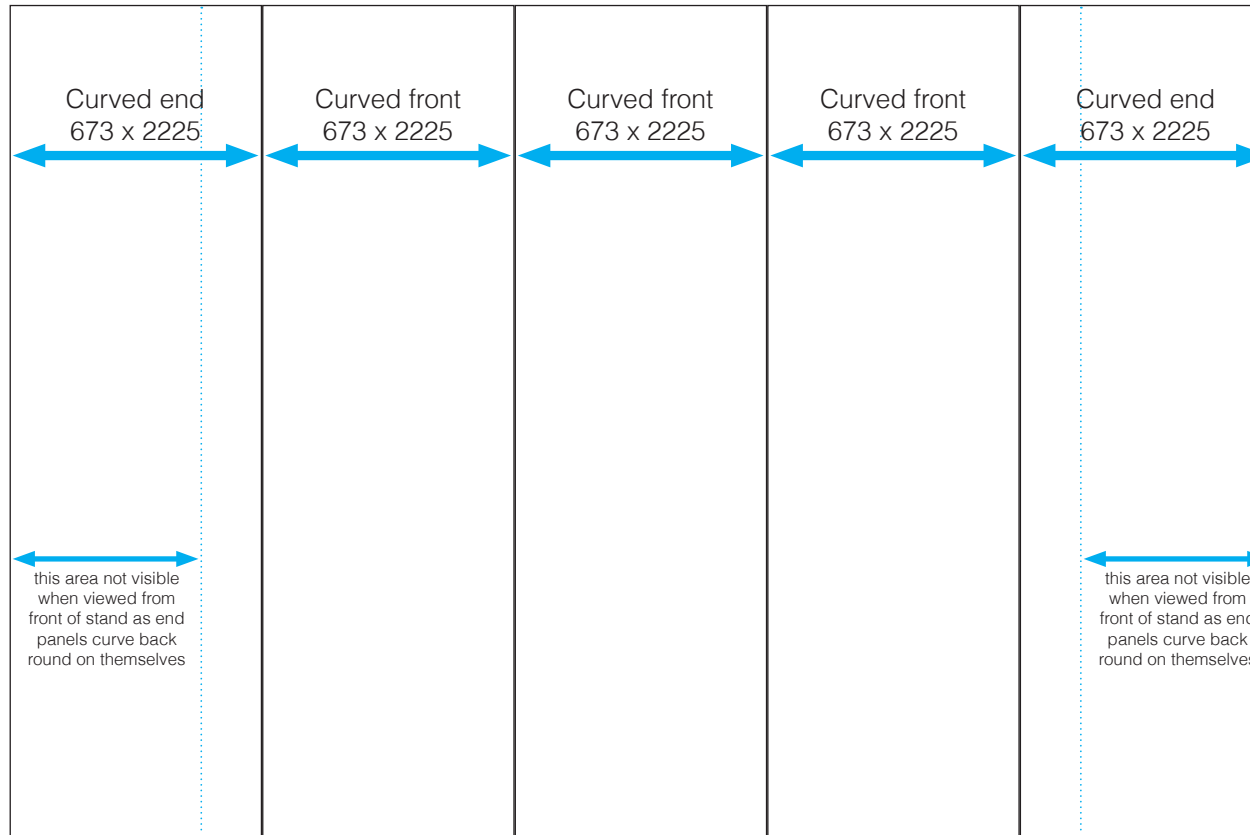 Curved end
673 x 2225
Curved front
673 x 2225
Curved front
673 x 2225
Curved front
673 x 2225
Curved end
673 x 2225
this area not visible
when viewed from
front of stand as end
panels curve back
round on themselves
this area not visible
when viewed from
front of stand as end
panels curve back
round on themselves